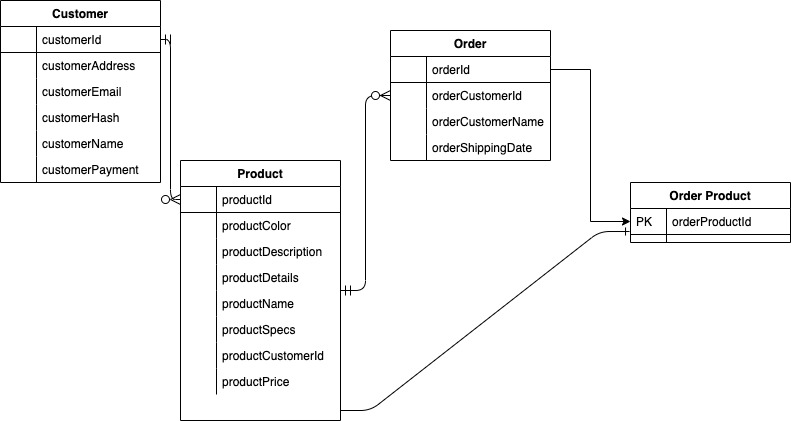 Customer
customerId
customerAddress
customerEmail
customerHash
customerName
customerPayment
Product
productId
productColor
productDescription
productDetails
productName
productSpecs
productCustomerId
productPrice
Order
orderId
orderCustomerId
orderCustomerName
orderShippingDate
Order Product
PK orderProductId